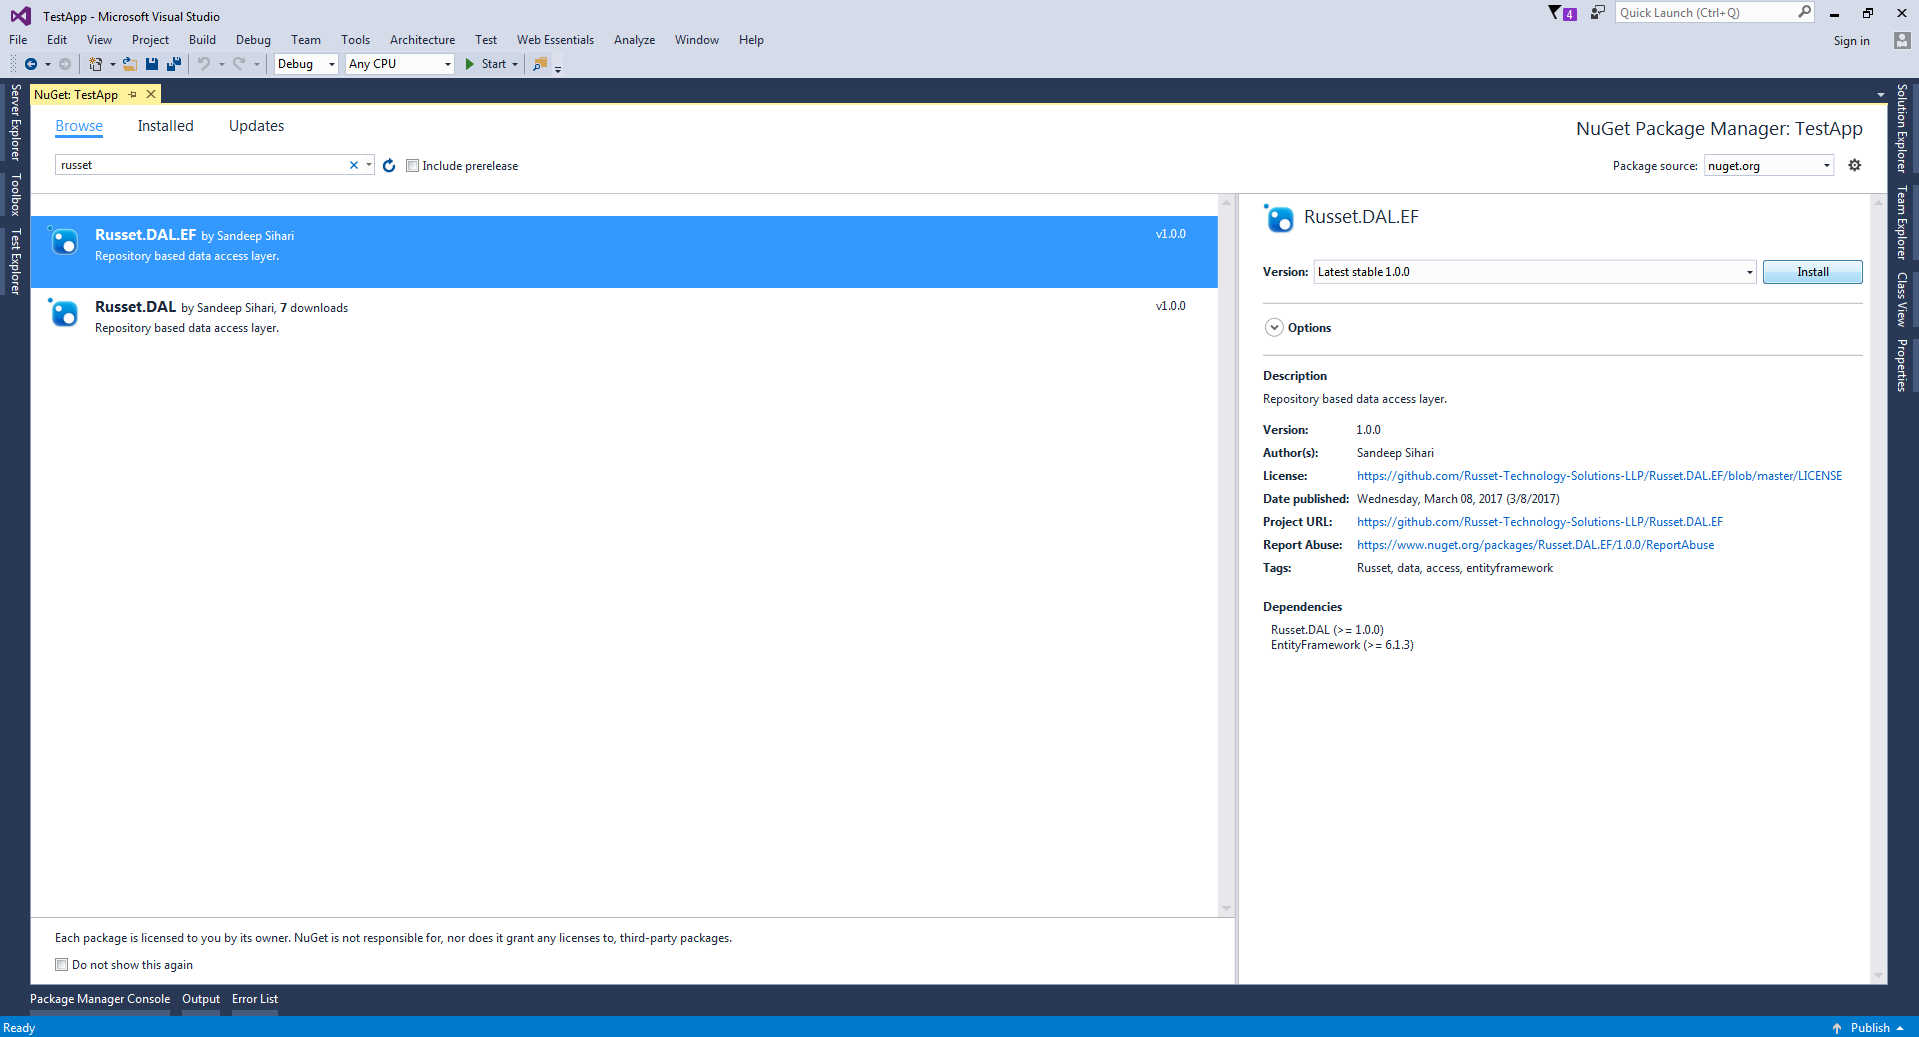 TestApp - Microsoft Visual Studio
4
Quick Launch (Ctrl+Q)
File Edit View Project Build Debug Team Tools Architecture Test Web Essentials Analyze Window Help
Sign in
Debug Any CPU Start
NuGet: TestApp
Server Explorer
Toolbox
Test Explorer
Browse Installed Updates
NuGet Package Manager: TestApp
russet
Include prerelease
Package source: nuget.org
Russet.DAL.EF by Sandeep Sihari
v1.0.0
Repository based data access layer.
Russet.DAL by Sandeep Sihari, 7 downloads
v1.0.0
Repository based data access layer.
Russet.DAL.EF
Version: Latest stable 1.0.0 Install
Options
Description
Repository based data access layer.
Version: 1.0.0
Author(s): Sandeep Sihari
License: https://github.com/Russet-Technology-Solutions-LLP/Russet.DAL.EF/blob/master/LICENSE
Date published: Wednesday, March 08, 2017 (3/8/2017)
Project URL: https://github.com/Russet-Technology-Solutions-LLP/Russet.DAL.EF
Report Abuse: https://www.nuget.org/packages/Russet.DAL.EF/1.0.0/ReportAbuse
Tags: Russet, data, access, entityframework
Dependencies
Russet.DAL (>= 1.0.0)
EntityFramework (>= 6.1.3)
Solution Explorer
Team Explorer
Class View
Properties
Each package is licensed to you by its owner. NuGet is not responsible for, nor does it grant any licenses to, third-party packages.
Do not show this again
Package Manager Console Output Error List
Ready
Publish